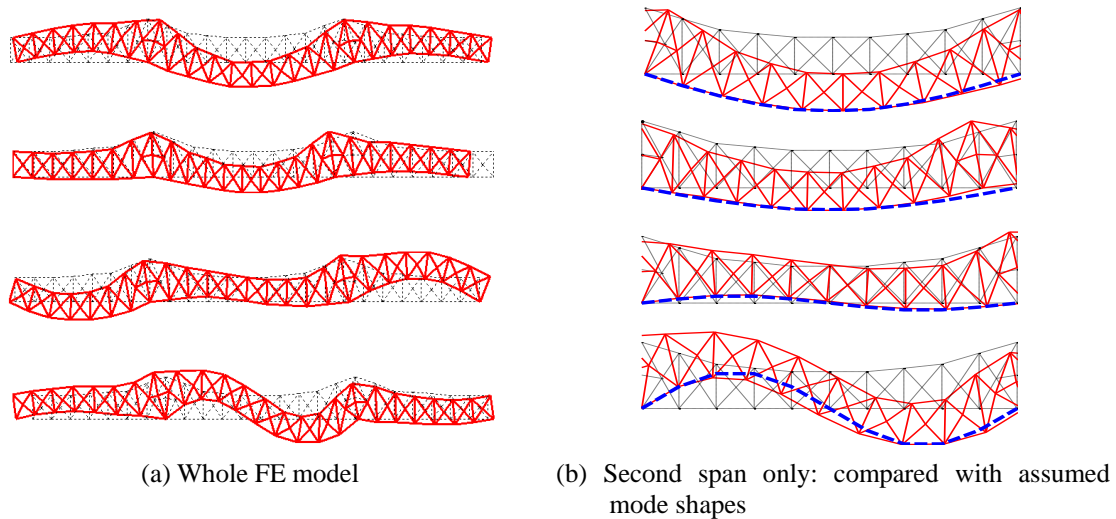 (a) Whole FE model
(b) Second span only: compared with assumed
mode shapes